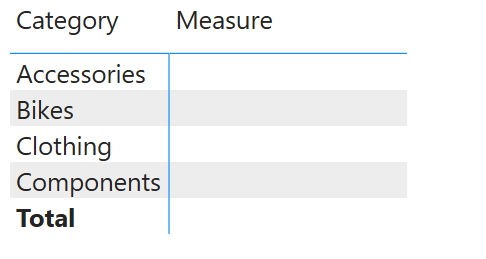 Category Measure
Accessories
Bikes
Clothing
Components
Total